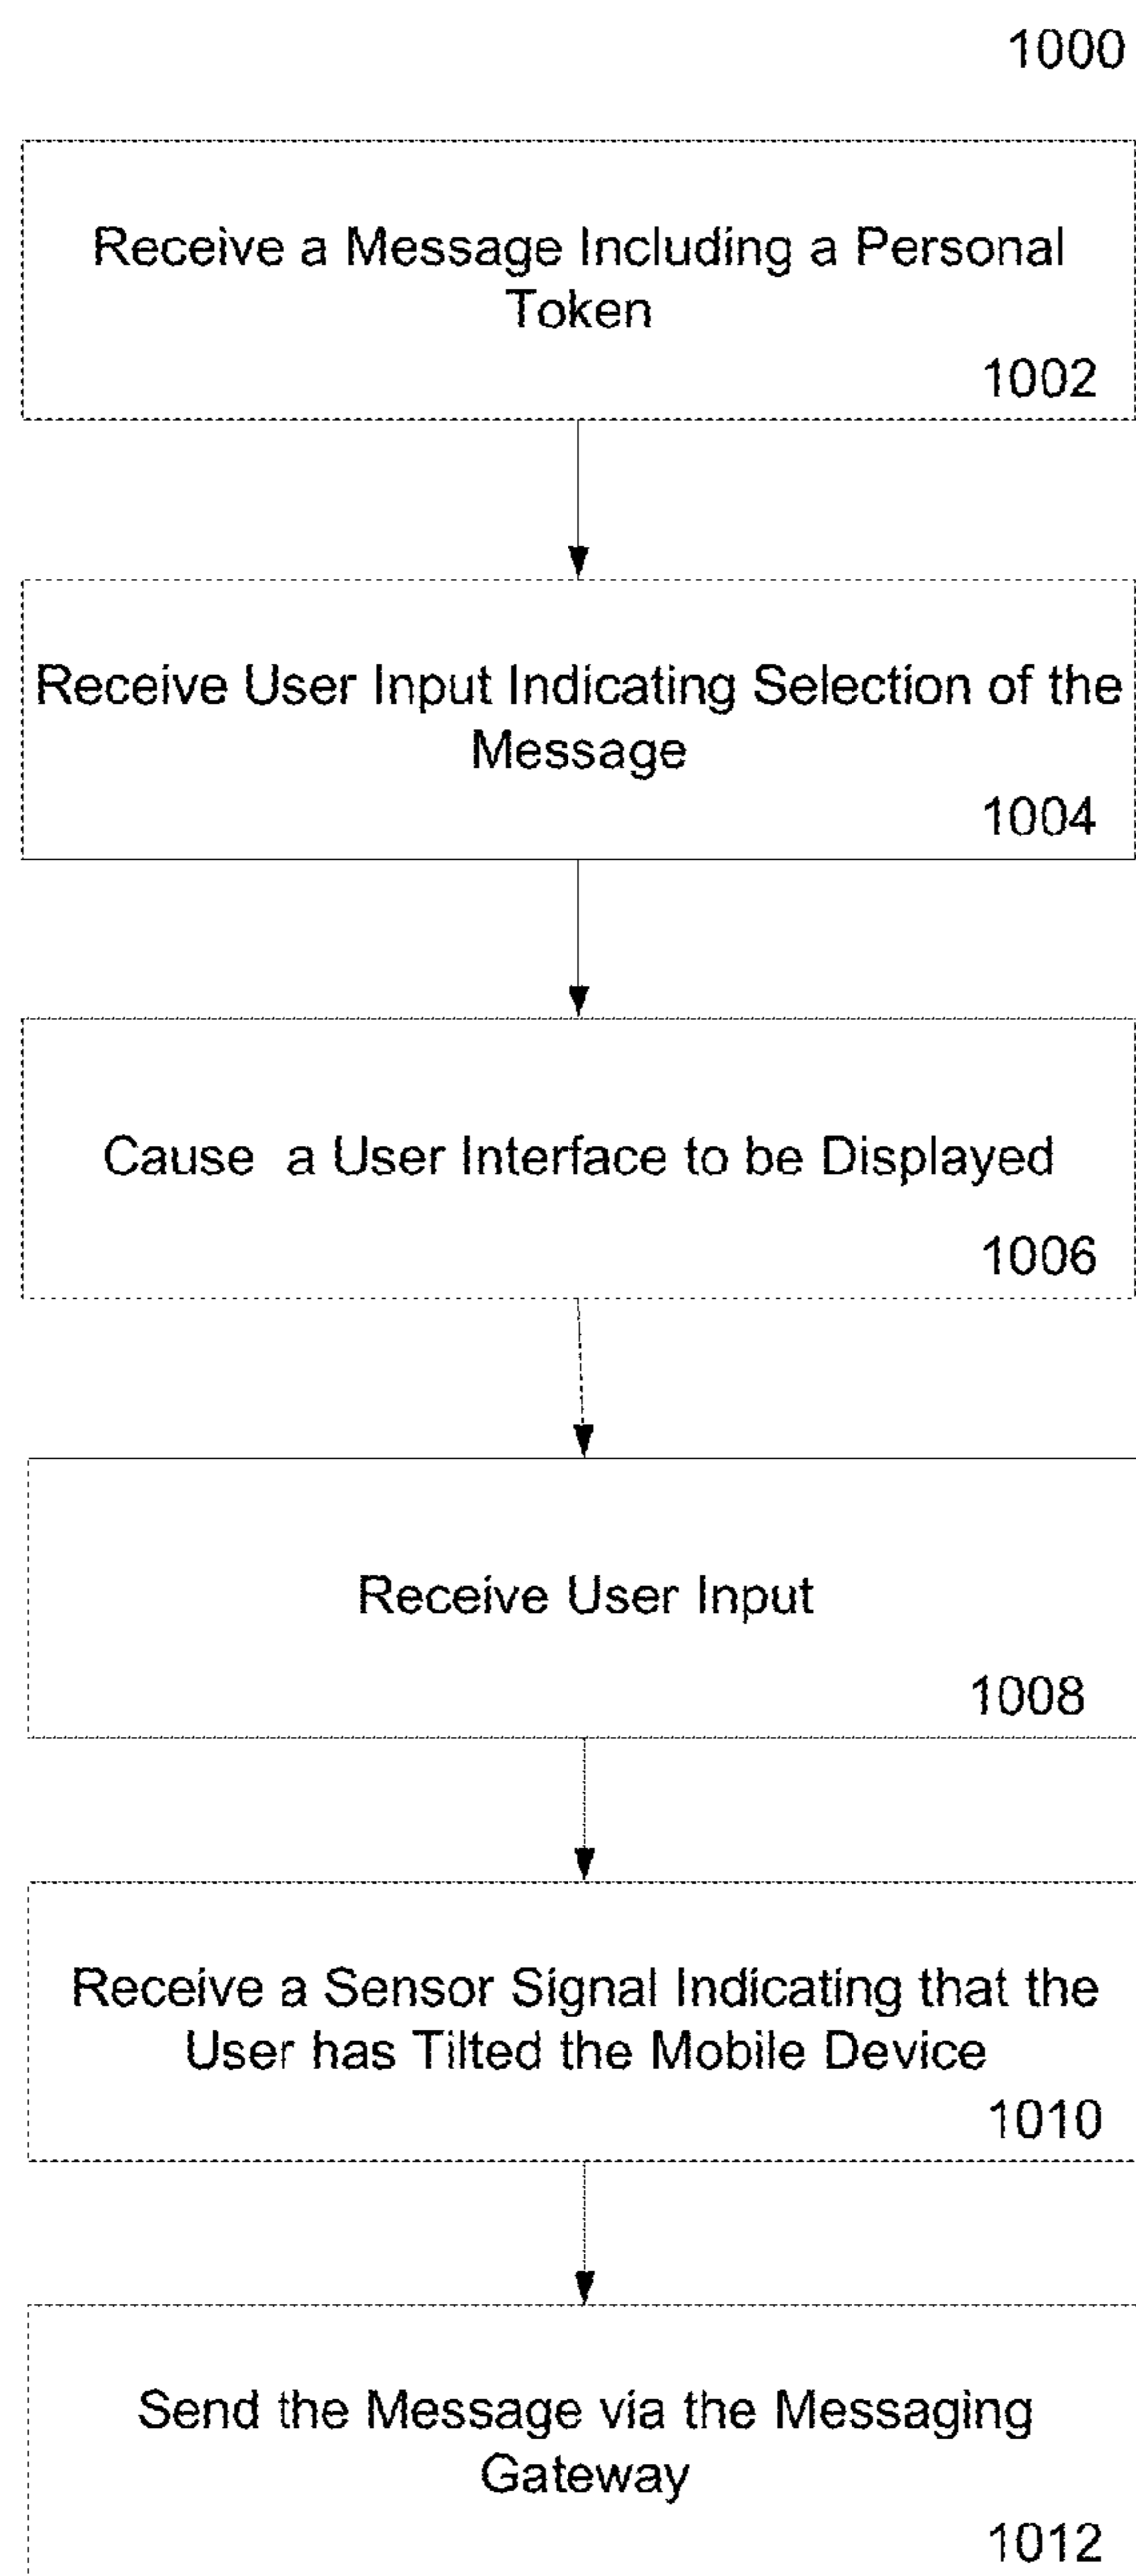 1000
Receive a Message Including a Personal
Token
1002
Receive User Input Indicating Selection of the
Message
1004
Cause a User Interface to be Displayed
1006
Receive User Input
1008
Receive a Sensor Signal Indicating that the
User has Tilted the Mobile Device
1010
Send the Message via the Messaging
Gateway
1012